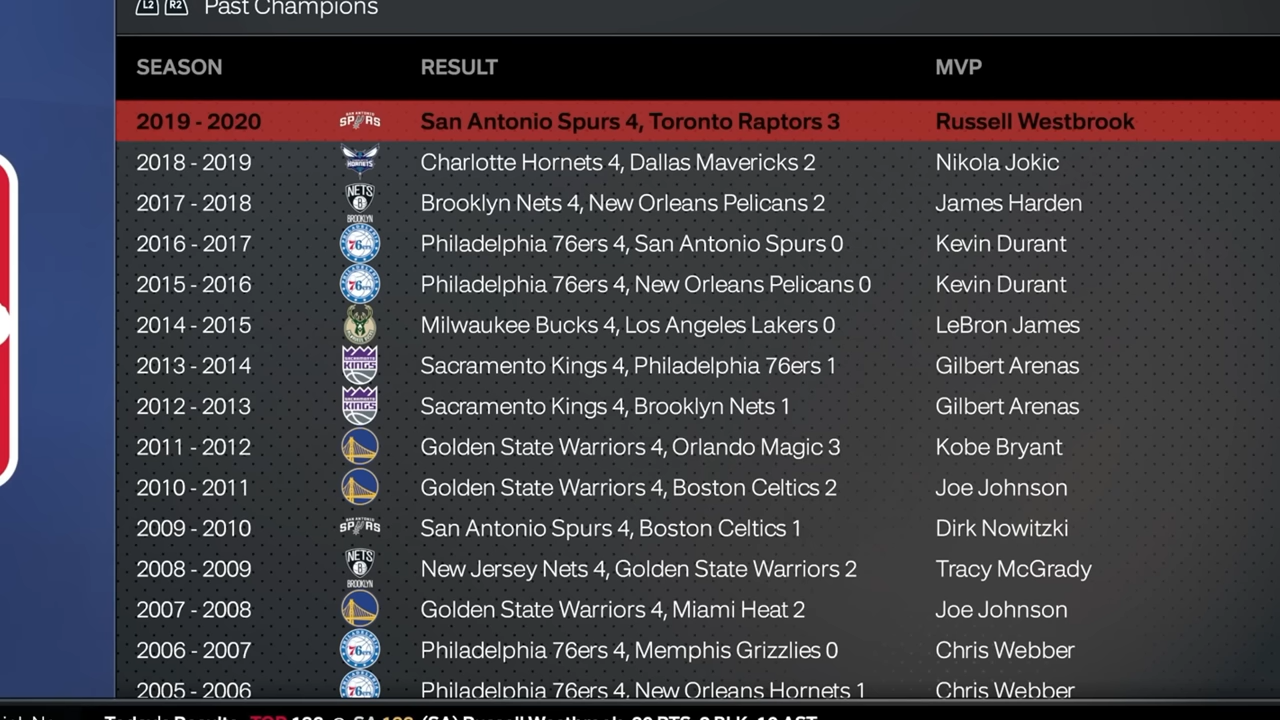 L2 R2 Past Champions
SEASON RESULT MVP
2019 - 2020 San Antonio Spurs 4, Toronto Raptors 3 Russell Westbrook
2018 - 2019 Charlotte Hornets 4, Dallas Mavericks 2 Nikola Jokic
2017 - 2018 Brooklyn Nets 4, New Orleans Pelicans 2 James Harden
2016 - 2017 Philadelphia 76ers 4, San Antonio Spurs 0 Kevin Durant
2015 - 2016 Philadelphia 76ers 4, New Orleans Pelicans 0 Kevin Durant
2014 - 2015 Milwaukee Bucks 4, Los Angeles Lakers 0 LeBron James
2013 - 2014 Sacramento Kings 4, Philadelphia 76ers 1 Gilbert Arenas
2012 - 2013 Sacramento Kings 4, Brooklyn Nets 1 Gilbert Arenas
2011 - 2012 Golden State Warriors 4, Orlando Magic 3 Kobe Bryant
2010 - 2011 Golden State Warriors 4, Boston Celtics 2 Joe Johnson
2009 - 2010 San Antonio Spurs 4, Boston Celtics 1 Dirk Nowitzki
2008 - 2009 New Jersey Nets 4, Golden State Warriors 2 Tracy McGrady
2007 - 2008 Golden State Warriors 4, Miami Heat 2 Joe Johnson
2006 - 2007 Philadelphia 76ers 4, Memphis Grizzlies 0 Chris Webber
2005 - 2006 Philadelphia 76ers 4, New Orleans Hornets 1 Chris Webber
Today's Results (SA) Russell Westbrook